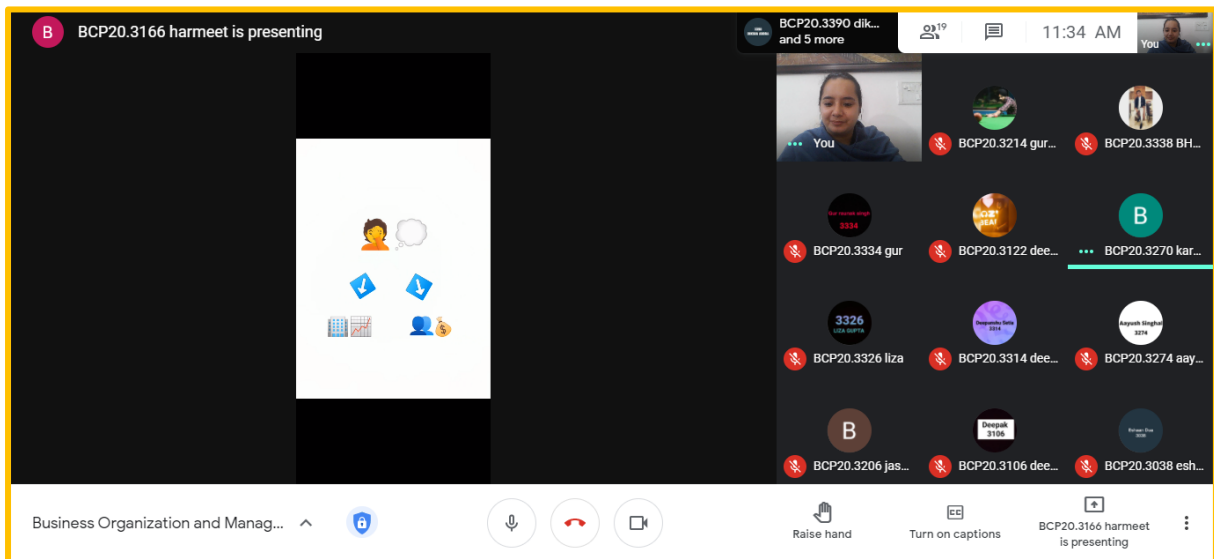 B BCP20.3166 harmeet is presenting
BCP20.3390 dik...
and 5 more
19
11:34 AM
You
You
BCP20.3214 gur...
BCP20.3338 BH...
3334
BCP20.3334 gur
BCP20.3122 dee...
B
BCP20.3270 kar...
3326
LIZA GUPTA
BCP20.3326 liza
Deepanshu Setia
3314
BCP20.3314 dee...
Aayush Singhal
3274
BCP20.3274 aay...
B
BCP20.3206 jas...
Deepak
3106
BCP20.3106 dee...
BCP20.3038 esh...
Business Organization and Manag...
Raise hand
CC
Turn on captions
BCP20.3166 harmeet
is presenting